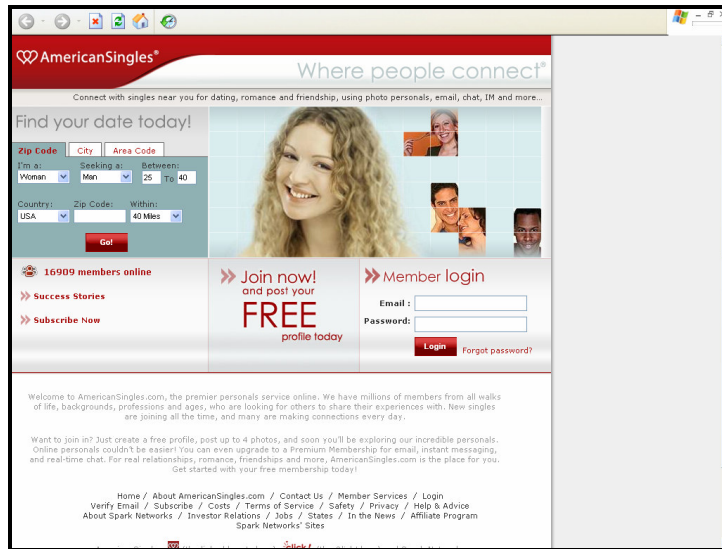 AmericanSingles®
Where people connect®
Connect with singles near you for dating, romance and friendship, using photo personals, email, chat, IM and more...
Find your date today!
Zip Code City Area Code
I'm a: Seeking a: Between:
Woman Man 25 To 40
Country: Zip Code: Within:
USA 40 Miles
Go!
16909 members online
Success Stories
Subscribe Now
Join now!
and post your
FREE
profile today
Member login
Email :
Password:
Login Forgot password?
Welcome to AmericanSingles.com, the premier personals service online. We have millions of members from all walks
of life, backgrounds, professions and ages, who are looking for others to share their experiences with. New singles
are joining all the time, and many are making connections every day.
Want to join in? Just create a free profile, post up to 4 photos, and soon you'll be exploring our incredible personals.
Online personals couldn't be easier! You can even upgrade to a Premium Membership for email, instant messaging,
and real-time chat. For real relationships, romance, friendships and more, AmericanSingles.com is the place for you.
Get started with your free membership today!
Home / About AmericanSingles.com / Contact Us / Member Services / Login
Verify Email / Subscribe / Costs / Terms of Service / Safety / Privacy / Help & Advice
About Spark Networks / Investor Relations / Jobs / States / In the News / Affiliate Program
Spark Networks' Sites